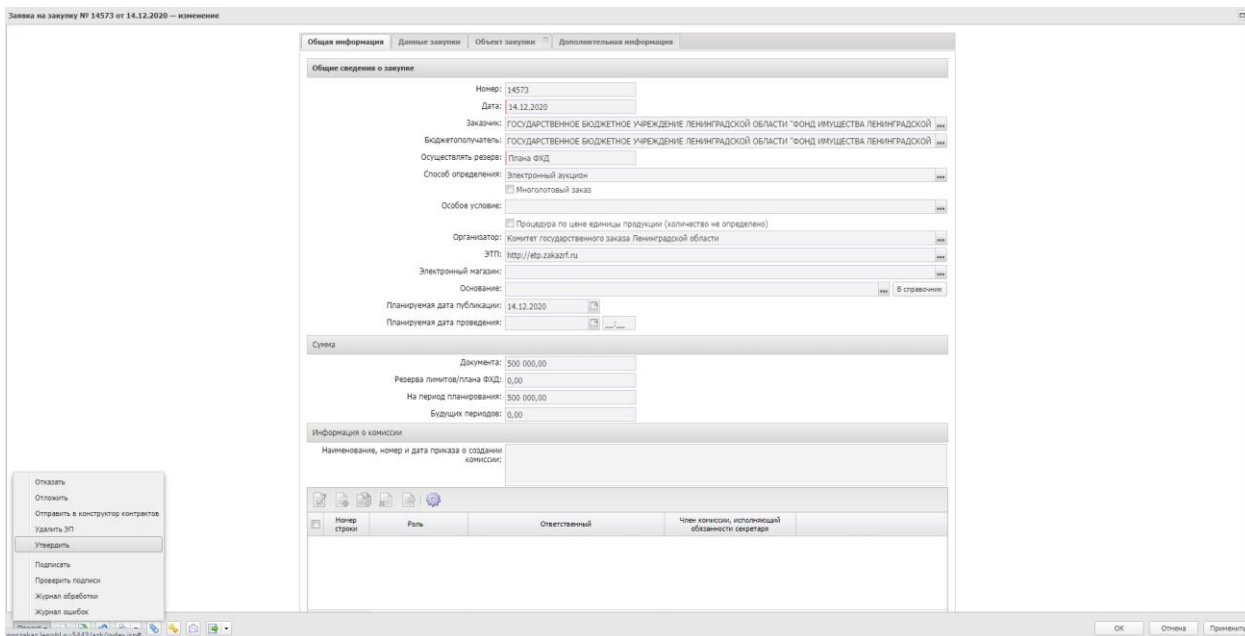 Заявка на закупку № 14573 от 14.12.2020 — изменение
Общая информация Данные закупки Объект закупки Дополнительная информация
Общие сведения о закупке
Номер: 14573
Дата: 14.12.2020
Заказчик: ГОСУДАРСТВЕННОЕ БЮДЖЕТНОЕ УЧРЕЖДЕНИЕ ЛЕНИНГРАДСКОЙ ОБЛАСТИ "ФОНД ИМУЩЕСТВА ЛЕНИНГРАДСКОЙ ...
Бюджетополучатель: ГОСУДАРСТВЕННОЕ БЮДЖЕТНОЕ УЧРЕЖДЕНИЕ ЛЕНИНГРАДСКОЙ ОБЛАСТИ "ФОНД ИМУЩЕСТВА ЛЕНИНГРАДСКОЙ ...
Осуществлять резерв: Плана ФХД
Способ определения: Электронный аукцион ...
Многолотовый заказ
Особое условие: ...
Процедура по цене единицы продукции (количество не определено)
Организатор: Комитет государственного заказа Ленинградской области ...
ЭТП: http://etp.zakazrf.ru ...
Электронный магазин: ...
Основание: ... В справочник
Планируемая дата публикации: 14.12.2020
Планируемая дата проведения: __:__
Сумма
Документа: 500 000,00
Резерва лимитов/плана ФХД: 0,00
На период планирования: 500 000,00
Будущих периодов: 0,00
Информация о комиссии
Наименование, номер и дата приказа о создании
комиссии:
Номер строки Роль Ответственный Член комиссии, исполняющий обязанности секретаря
Отказать
Отложить
Отправить в конструктор контрактов
Удалить ЭП
Утвердить
Подписать
Проверить подписи
Журнал обработки
Журнал ошибок
OK Отмена Применить